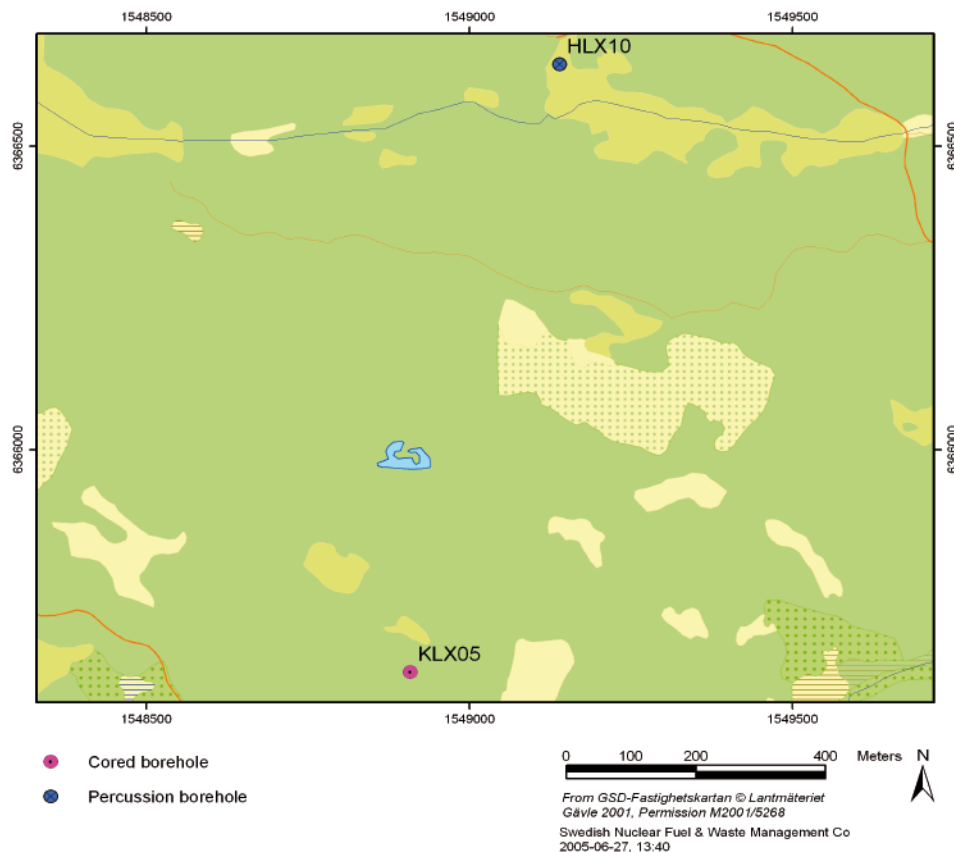 1548500 1549000 1549500
HLX10
6366500 6366500
6366000 6366000
KLX05
1548500 1549000 1549500
Cored borehole
Percussion borehole
0 100 200 400 Meters N
From GSD-Fastighetskartan © Lantmäteriet
Gävle 2001, Permission M2001/5268
Swedish Nuclear Fuel & Waste Management Co
2005-06-27, 13:40